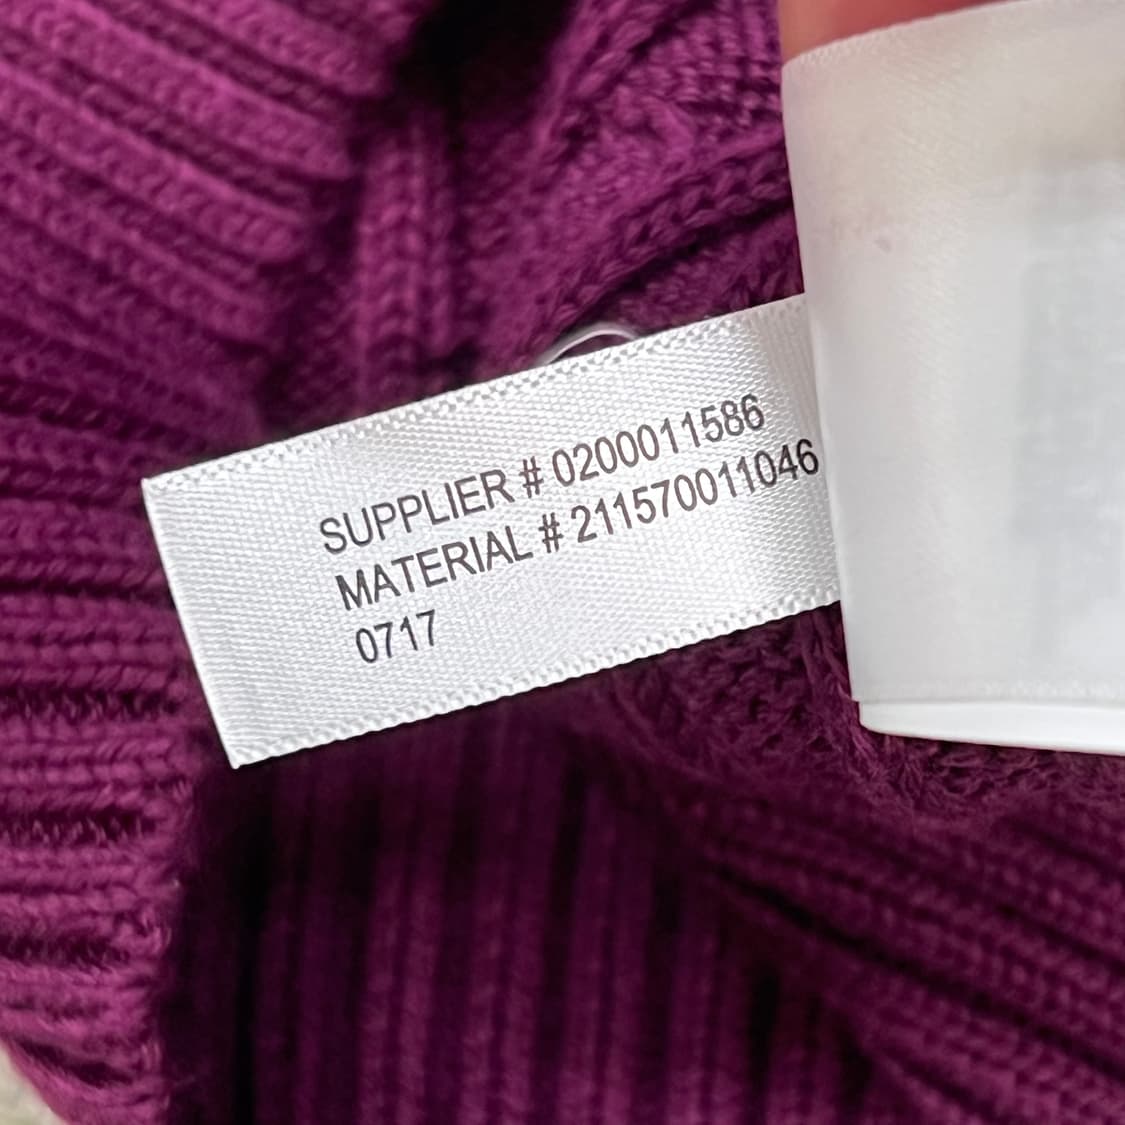 SUPPLIER # 0200011586
MATERIAL # 211570011046
0717